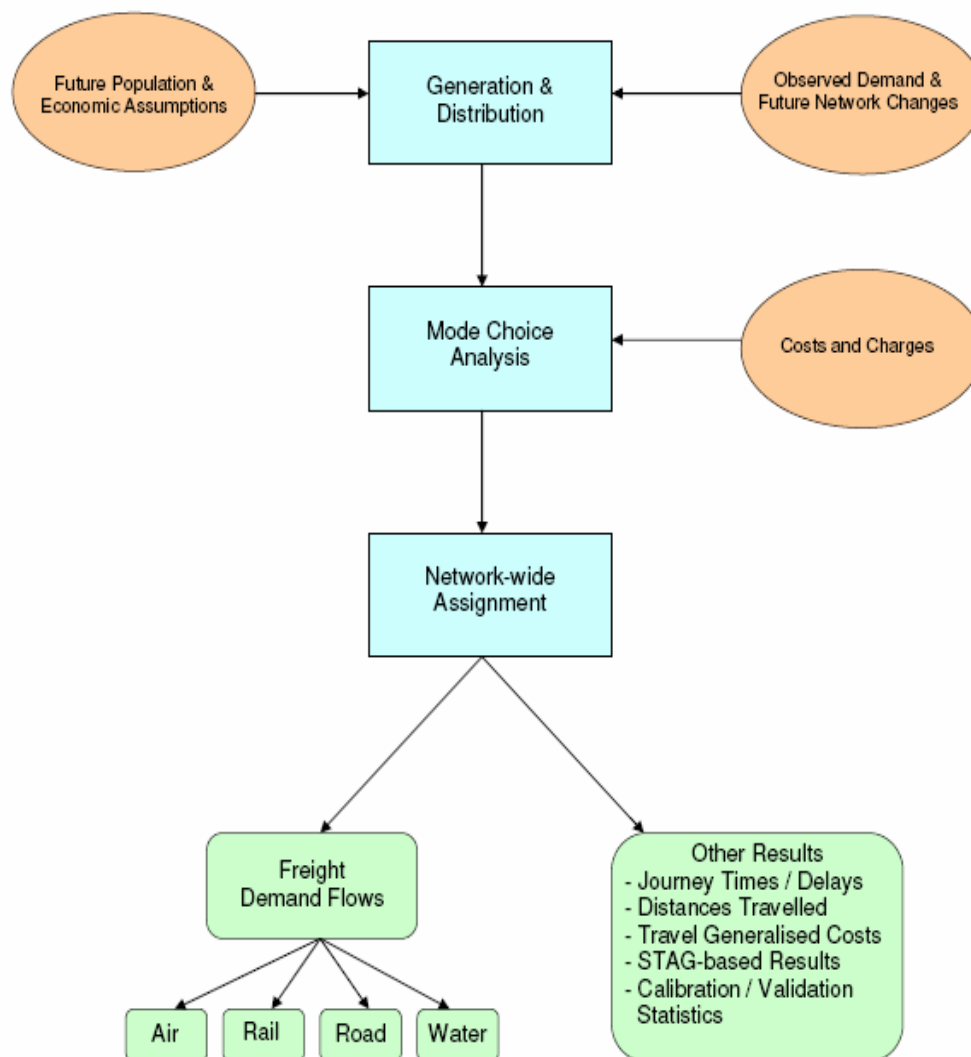 Future Population &
Economic Assumptions
Generation &
Distribution
Observed Demand &
Future Network Changes
Mode Choice
Analysis
Costs and Charges
Network-wide
Assignment
Freight
Demand Flows
Other Results
- Journey Times / Delays
- Distances Travelled
- Travel Generalised Costs
- STAG-based Results
- Calibration / Validation
Statistics
Air
Rail
Road
Water